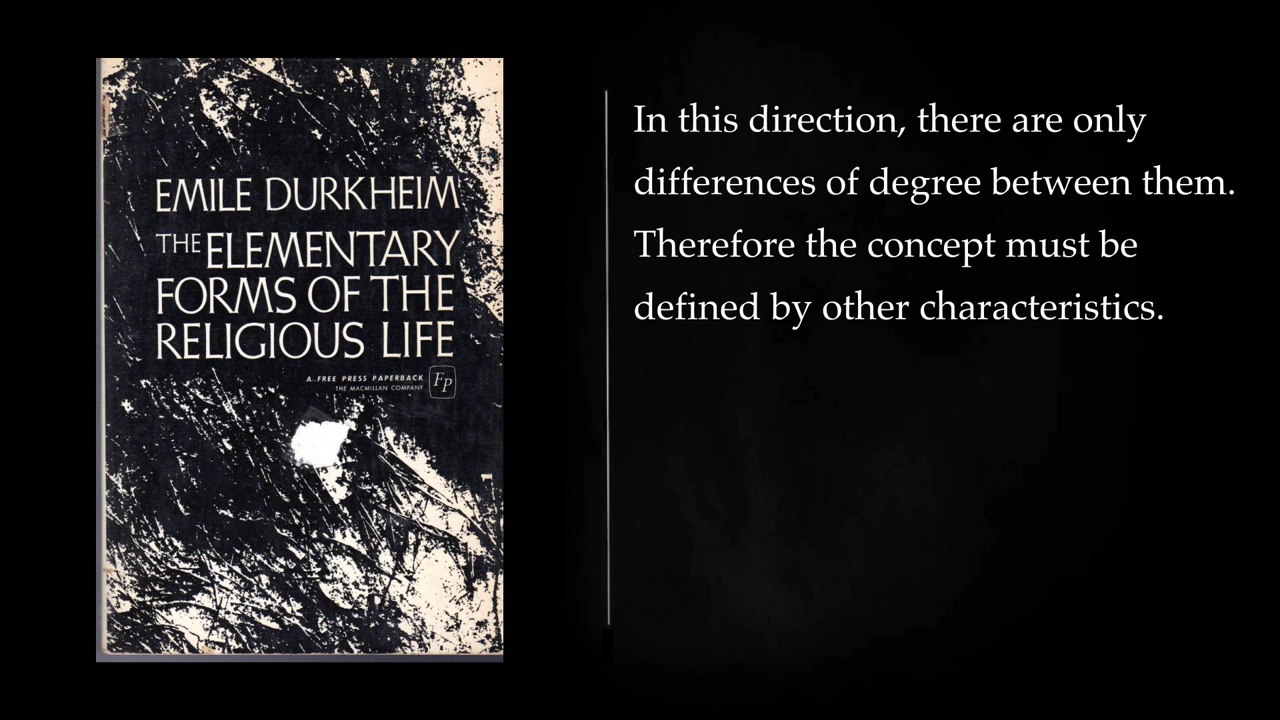 EMILE DURKHEIM
THE ELEMENTARY
FORMS OF THE
RELIGIOUS LIFE
A FREE PRESS PAPERBACK
THE MACMILLAN COMPANY
FP
In this direction, there are only
differences of degree between them.
Therefore the concept must be
defined by other characteristics.